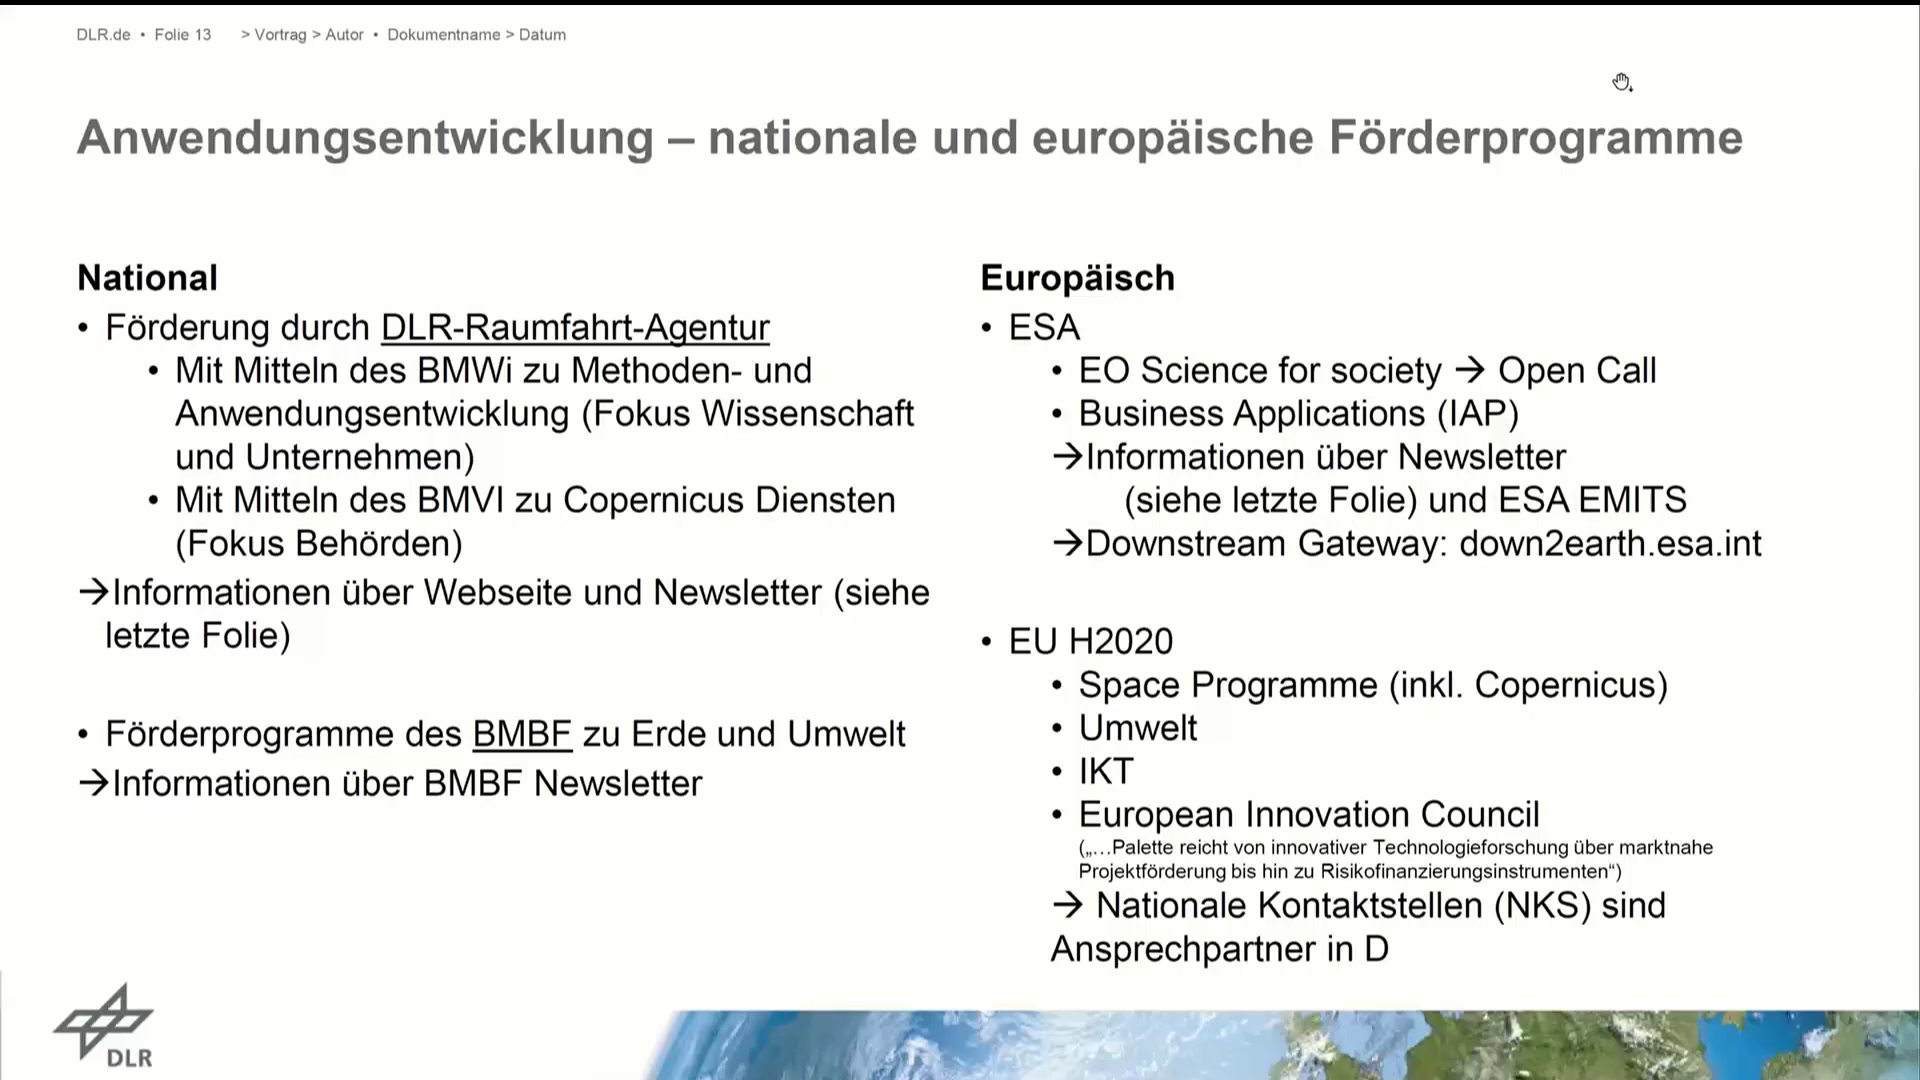 DLR.de • Folie 13 > Vortrag > Autor • Dokumentname > Datum
Anwendungsentwicklung – nationale und europäische Förderprogramme
National
• Förderung durch DLR-Raumfahrt-Agentur
• Mit Mitteln des BMWi zu Methoden- und
Anwendungsentwicklung (Fokus Wissenschaft
und Unternehmen)
• Mit Mitteln des BMVI zu Copernicus Diensten
(Fokus Behörden)
→Informationen über Webseite und Newsletter (siehe
letzte Folie)
• Förderprogramme des BMBF zu Erde und Umwelt
→Informationen über BMBF Newsletter
Europäisch
• ESA
• EO Science for society → Open Call
• Business Applications (IAP)
→Informationen über Newsletter
(siehe letzte Folie) und ESA EMITS
→Downstream Gateway: down2earth.esa.int
• EU H2020
• Space Programme (inkl. Copernicus)
• Umwelt
• IKT
• European Innovation Council
(„…Palette reicht von innovativer Technologieforschung über marktnahe
Projektförderung bis hin zu Risikofinanzierungsinstrumenten“)
→ Nationale Kontaktstellen (NKS) sind
Ansprechpartner in D
DLR